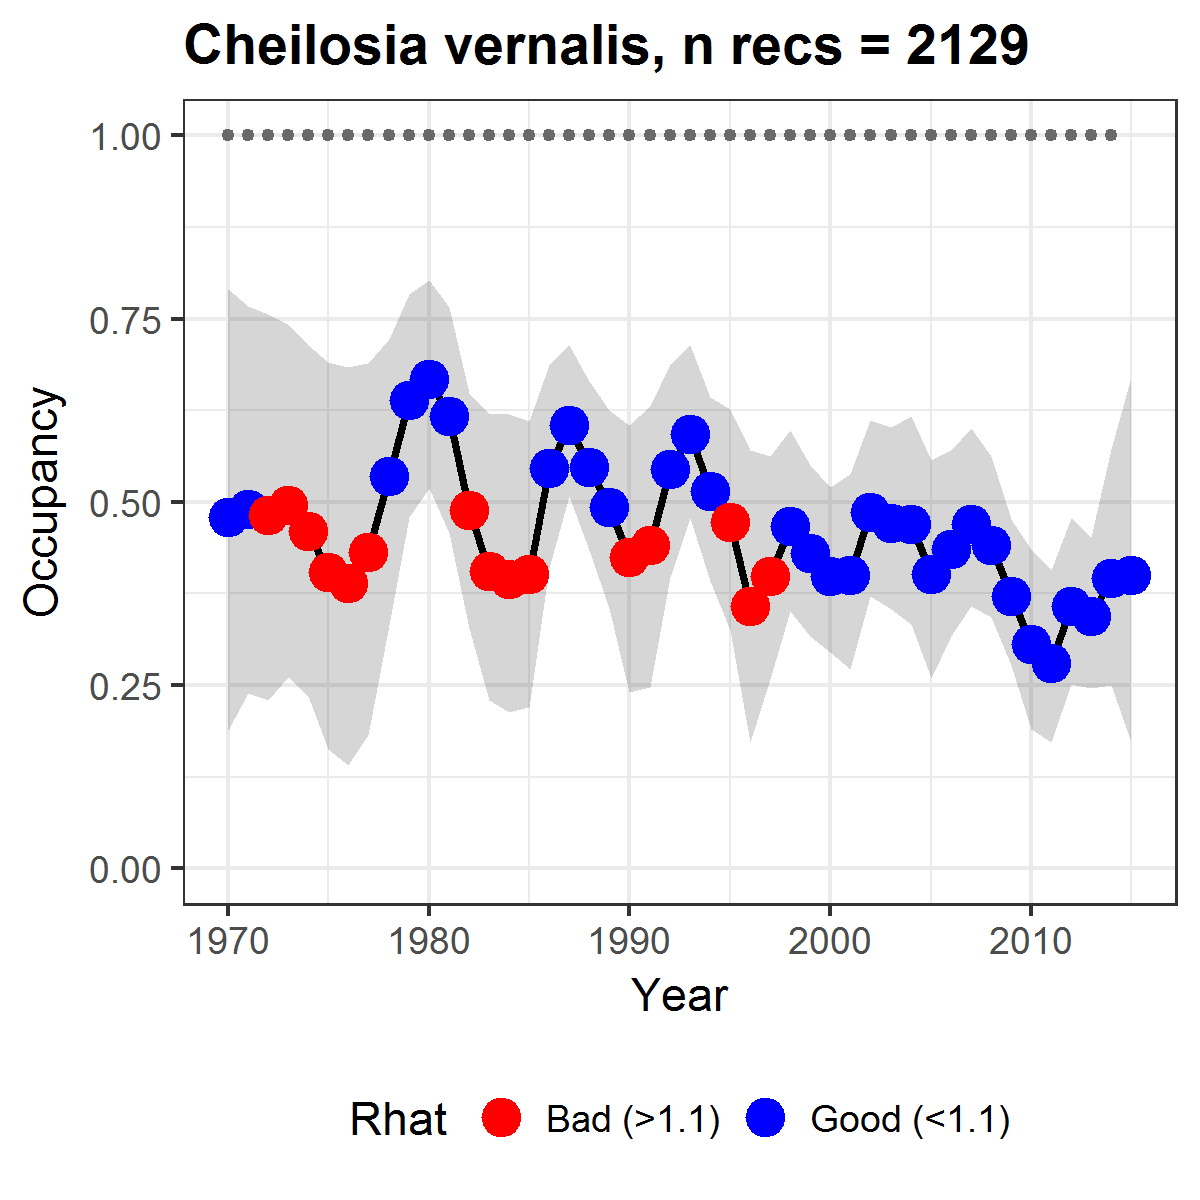 Cheilosia vernalis, n recs = 2129
1.00
0.75
0.50
0.25
0.00
Occupancy
1970 1980 1990 2000 2010
Year
Rhat Bad (>1.1) Good (<1.1)